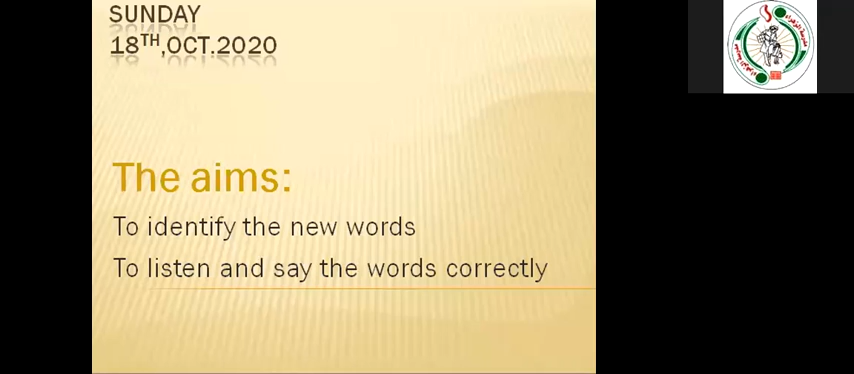 SUNDAY
18TH,OCT.2020
The aims:
To identify the new words
To listen and say the words correctly